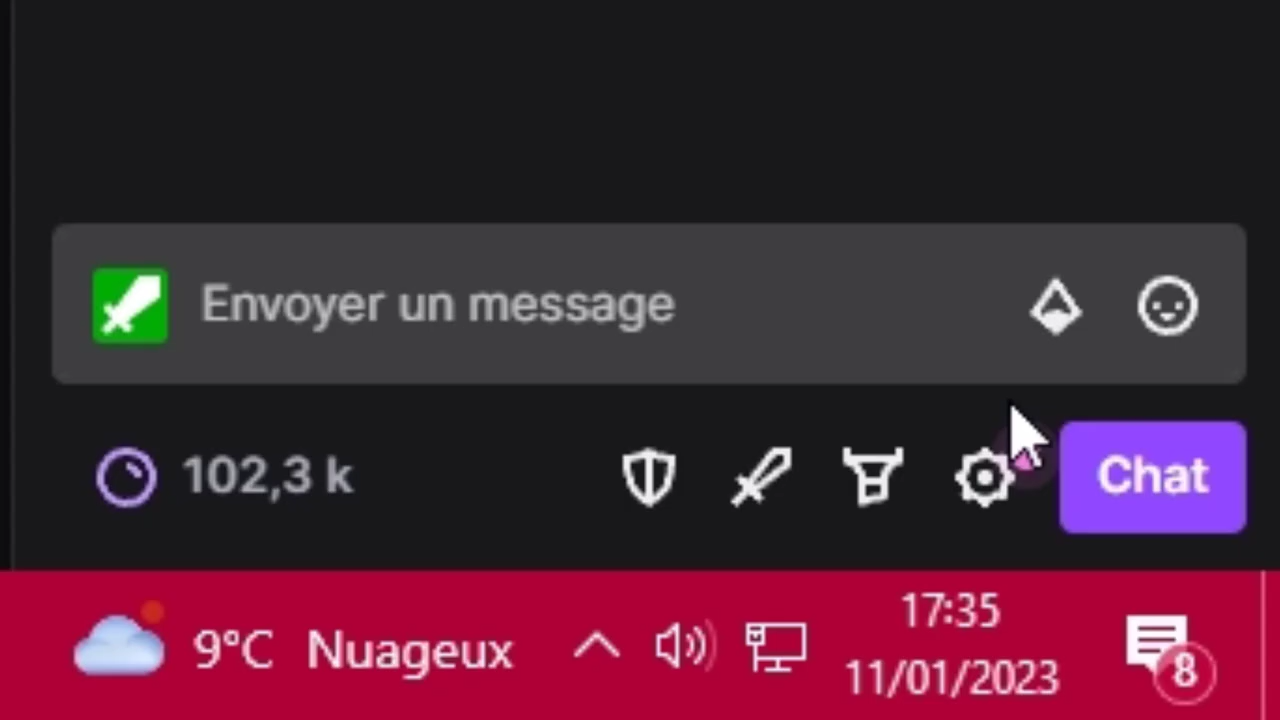 Envoyer un message
102,3 k
Chat
9°C Nuageux
17:35
11/01/2023
8